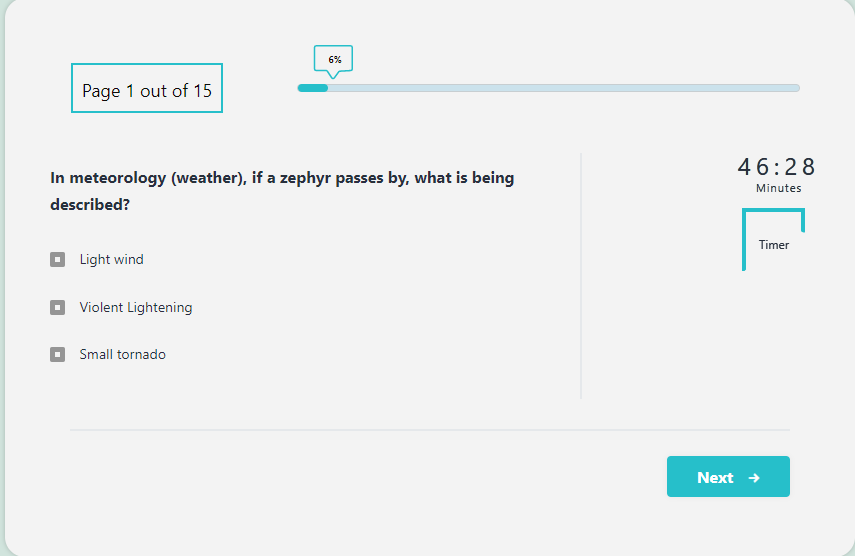 6%
Page 1 out of 15
46:28
Minutes
Timer
In meteorology (weather), if a zephyr passes by, what is being
described?
Light wind
Violent Lightening
Small tornado
Next